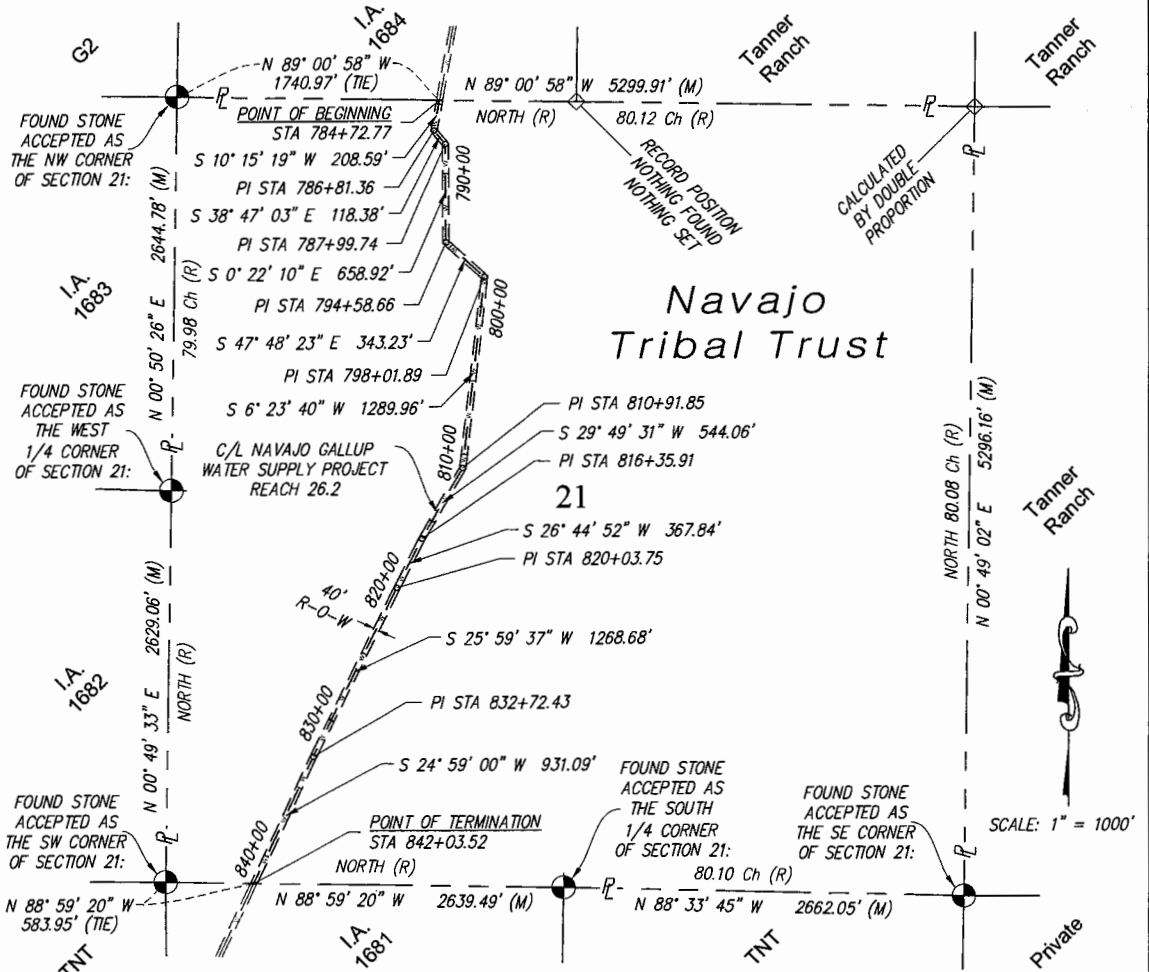 G2
I.A.
1684
Tanner
Ranch
Tanner
Ranch
N 89° 00' 58" W
1740.97' (TIE)
N 89° 00' 58" W 5299.91' (M)
NORTH (R)
80.12 Ch (R)
PL
PL
FOUND STONE
ACCEPTED AS
THE NW CORNER
OF SECTION 21:
POINT OF BEGINNING
STA 784+72.77
S 10° 15' 19" W 208.59'
PI STA 786+81.36
S 38° 47' 03" E 118.38'
PI STA 787+99.74
S 0° 22' 10" E 658.92'
PI STA 794+58.66
S 47° 48' 23" E 343.23'
PI STA 798+01.89
S 6° 23' 40" W 1289.96'
C/L NAVAJO GALLUP
WATER SUPPLY PROJECT
REACH 26.2
790+00
800+00
810+00
820+00
830+00
840+00
RECORD POSITION
NOTHING FOUND
NOTHING SET
CALCULATED
BY DOUBLE
PROPORTION
PL
Navajo
Tribal Trust
I.A.
1683
N 00° 50' 26" E 2644.78' (M)
79.98 Ch (R)
PL
FOUND STONE
ACCEPTED AS
THE WEST
1/4 CORNER
OF SECTION 21:
PI STA 810+91.85
S 29° 49' 31" W 544.06'
PI STA 816+35.91
21
S 26° 44' 52" W 367.84'
PI STA 820+03.75
40'
R-O-W
S 25° 59' 37" W 1268.68'
PI STA 832+72.43
S 24° 59' 00" W 931.09'
NORTH 80.08 Ch (R)
N 00° 49' 02" E 5296.16' (M)
Tanner
Ranch
I.A.
1682
N 00° 49' 33" E 2629.06' (M)
NORTH (R)
PL
FOUND STONE
ACCEPTED AS
THE SW CORNER
OF SECTION 21:
POINT OF TERMINATION
STA 842+03.52
FOUND STONE
ACCEPTED AS
THE SOUTH
1/4 CORNER
OF SECTION 21:
FOUND STONE
ACCEPTED AS
THE SE CORNER
OF SECTION 21:
SCALE: 1" = 1000'
N 88° 59' 20" W
583.95' (TIE)
NORTH (R)
N 88° 59' 20" W 2639.49' (M)
PL
80.10 Ch (R)
N 88° 33' 45" W 2662.05' (M)
TNT
I.A.
1681
TNT
Private